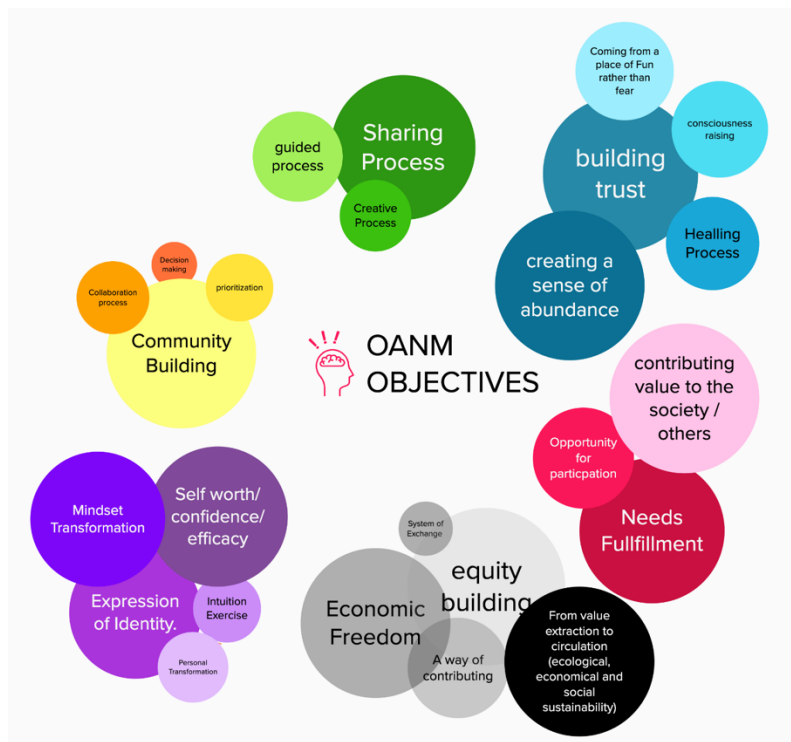 Coming from a
place of Fun
rather than
fear
consciousness
raising
building
trust
Healling
Process
creating a
sense of
abundance
Sharing
Process
guided
process
Creative
Process
Decision
making
Collaboration
process
prioritization
Community
Building
OANM
OBJECTIVES
contributing
value to the
society /
others
Opportunity
for
particpation
Needs
Fullfillment
Mindset
Transformation
Self worth/
confidence/
efficacy
Expression
of Identity.
Intuition
Exercise
Personal
Transformation
System of
Exchange
equity
building
Economic
Freedom
A way of
contributing
From value
extraction to
circulation
(ecological,
economical and
social
sustainability)